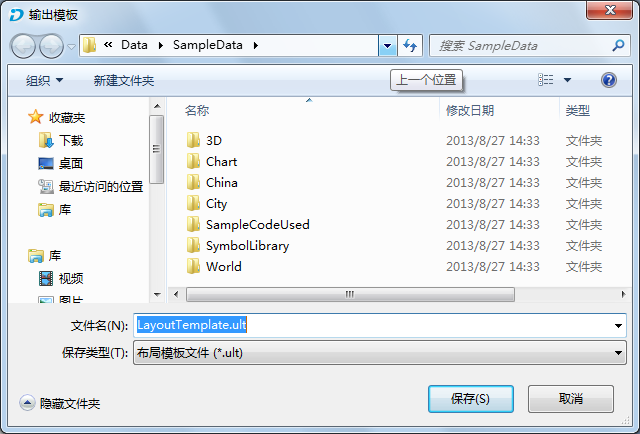 输出模板
« Data SampleData 搜索 SampleData
组织 新建文件夹 上一个位置
收藏夹
下载
桌面
最近访问的位置
库
库
视频
图片
名称 修改日期 类型
3D 2013/8/27 14:33 文件夹
Chart 2013/8/27 14:33 文件夹
China 2013/8/27 14:33 文件夹
City 2013/8/27 14:33 文件夹
SampleCodeUsed 2013/8/27 14:33 文件夹
SymbolLibrary 2013/8/27 14:33 文件夹
World 2013/8/27 14:33 文件夹
文件名(N): LayoutTemplate.ult
保存类型(T): 布局模板文件 (*.ult)
隐藏文件夹 保存(S) 取消